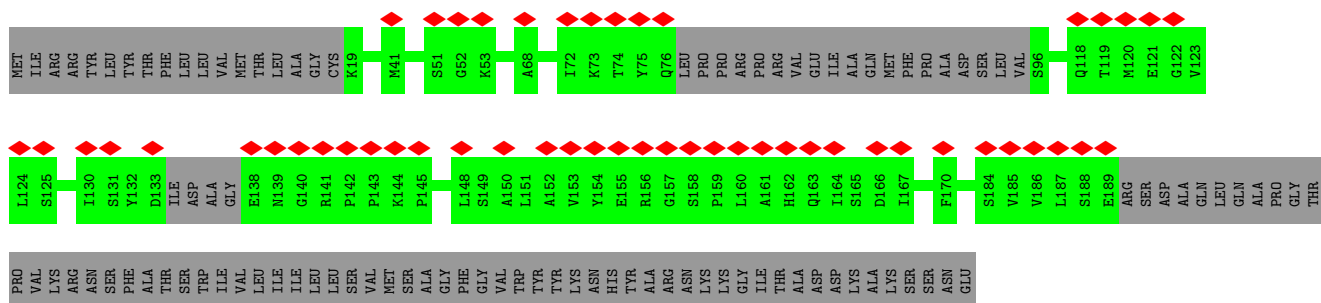 MET ILE ARG ARG TYR LEU TYR THR PHE LEU LEU VAL MET THR LEU ALA GLY CYS K19 M41 S51 G52 K53 A68 I72 K73 T74 Y75 Q76 LEU PRO PRO ARG PRO ARG VAL GLU ILE ALA GLN MET PHE PRO ALA ASP SER LEU VAL S96 Q118 T119 M120 E121 G122 V123
L124 S125 I130 S131 Y132 D133 ILE ASP ALA GLY E138 N139 G140 R141 P142 P143 K144 P145 L148 S149 A150 L151 A152 V153 Y154 E155 R156 G157 S158 P159 L160 A161 H162 Q163 I164 S165 D166 I167 F170 S184 V185 V186 L187 S188 E189 ARG SER ASP ALA GLN LEU GLN ALA PRO GLY THR
PRO VAL LYS ARG ASN SER PHE ALA THR SER TRP ILE VAL LEU ILE ILE LEU LEU SER VAL MET SER ALA GLY PHE GLY VAL TRP TYR TYR LYS ASN HIS TYR ALA ARG ASN LYS LYS GLY ILE THR ALA ASP ASP LYS ALA LYS SER SER ASN GLU